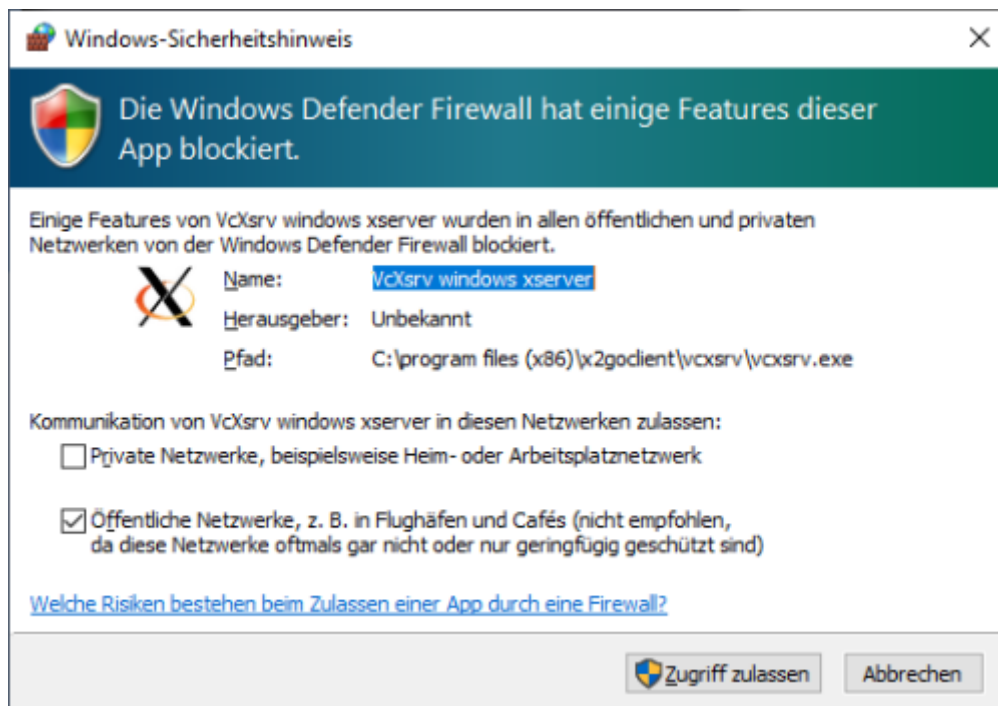 Windows-Sicherheitshinweis
Die Windows Defender Firewall hat einige Features dieser
App blockiert.
Einige Features von VcXsrv windows xserver wurden in allen öffentlichen und privaten
Netzwerken von der Windows Defender Firewall blockiert.
Name: VcXsrv windows xserver
Herausgeber: Unbekannt
Pfad: C:\program files (x86)\x2goclient\vcxsrv\vcxsrv.exe
Kommunikation von VcXsrv windows xserver in diesen Netzwerken zulassen:
Private Netzwerke, beispielsweise Heim- oder Arbeitsplatznetzwerk
Öffentliche Netzwerke, z. B. in Flughäfen und Cafés (nicht empfohlen,
da diese Netzwerke oftmals gar nicht oder nur geringfügig geschützt sind)
Welche Risiken bestehen beim Zulassen einer App durch eine Firewall?
Zugriff zulassen Abbrechen